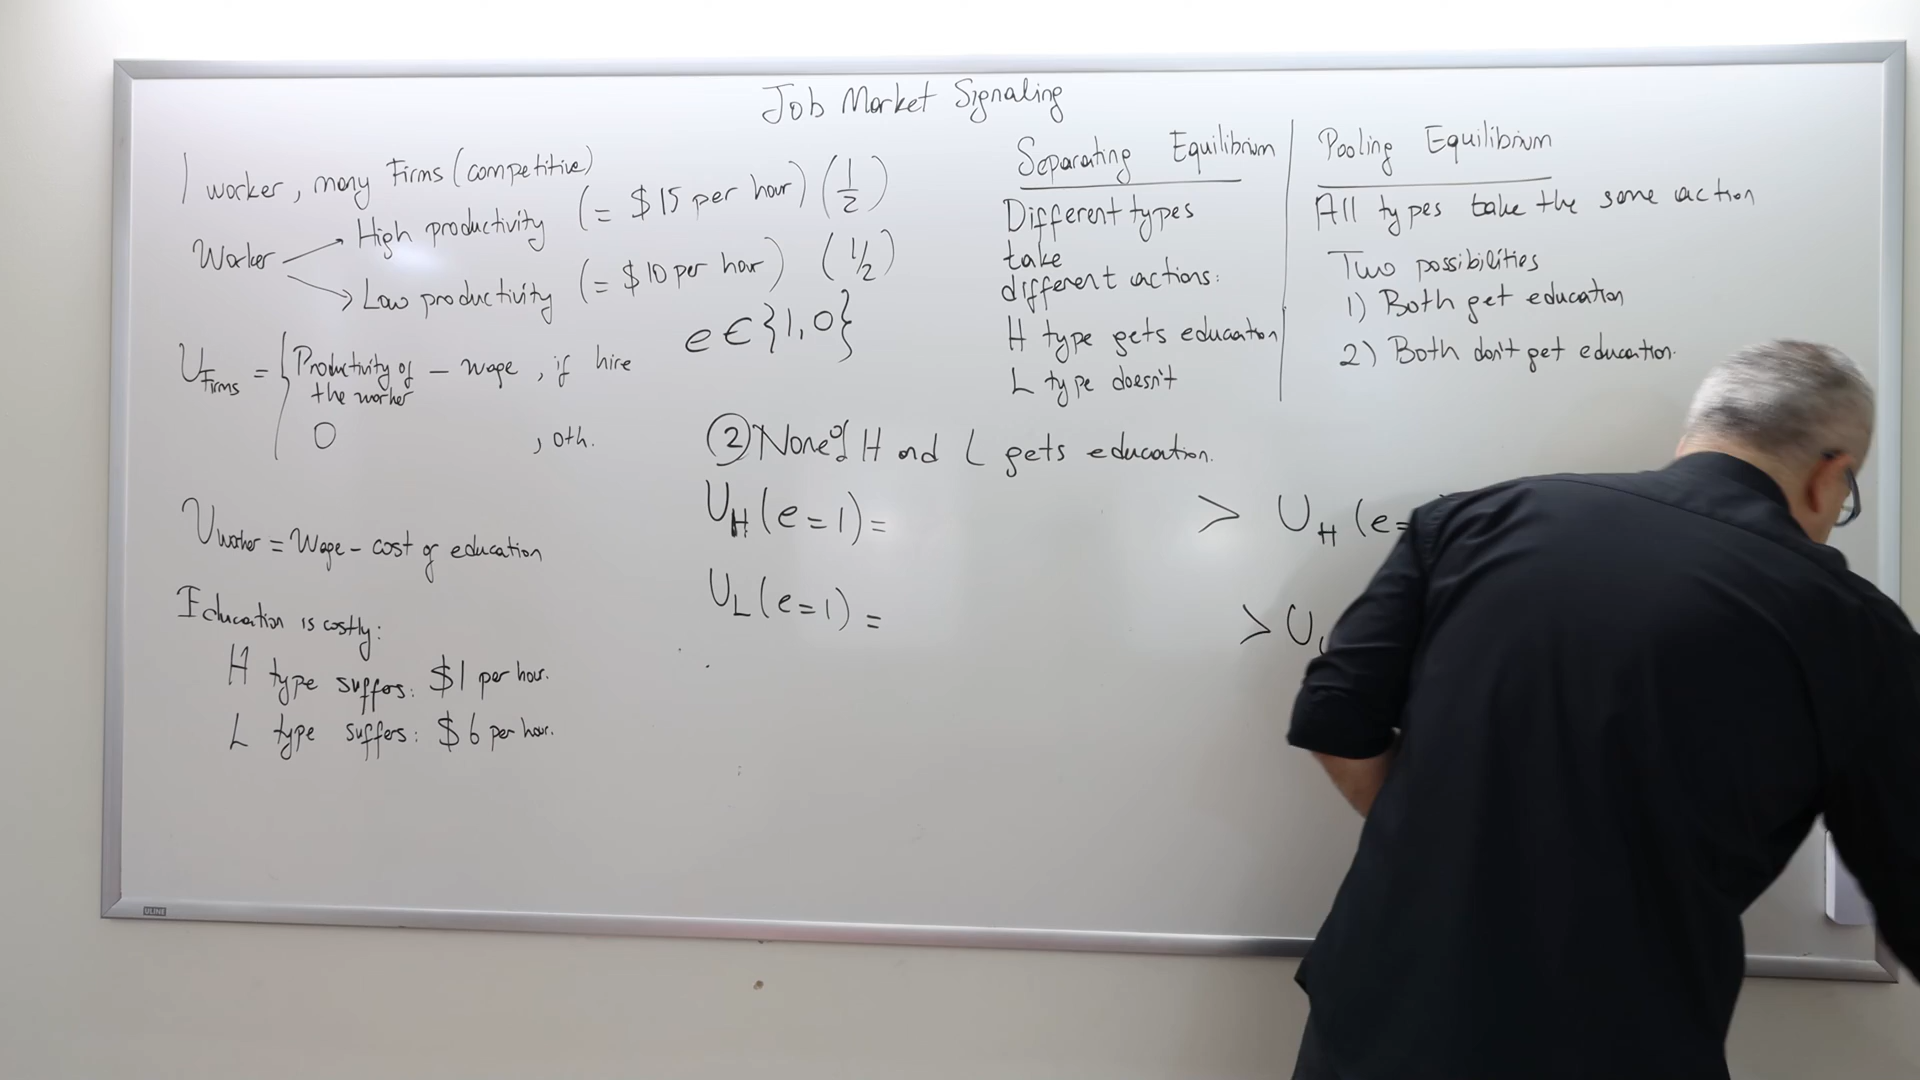 Job Market Signaling
1 worker, many Firms (competitive)
Worker → High productivity (= $15 per hour) (1/2)
→ Low productivity (= $10 per hour) (1/2)
e ∈ {1,0}
U Firms = { Productivity of the worker - wage, if hire
0 , oth.
U worker = Wage - cost of education
Education is costly:
H type suffers: $1 per hour.
L type suffers: $6 per hour.
Separating Equilibrium
Different types
take
different actions:
H type gets education
L type doesn't
Pooling Equilibrium
All types take the same action
Two possibilities
1) Both get education
2) Both don't get education.
② None of H and L gets education.
U_H (e=1) = > U_H (e=
U_L (e=1) = > U
ULINE